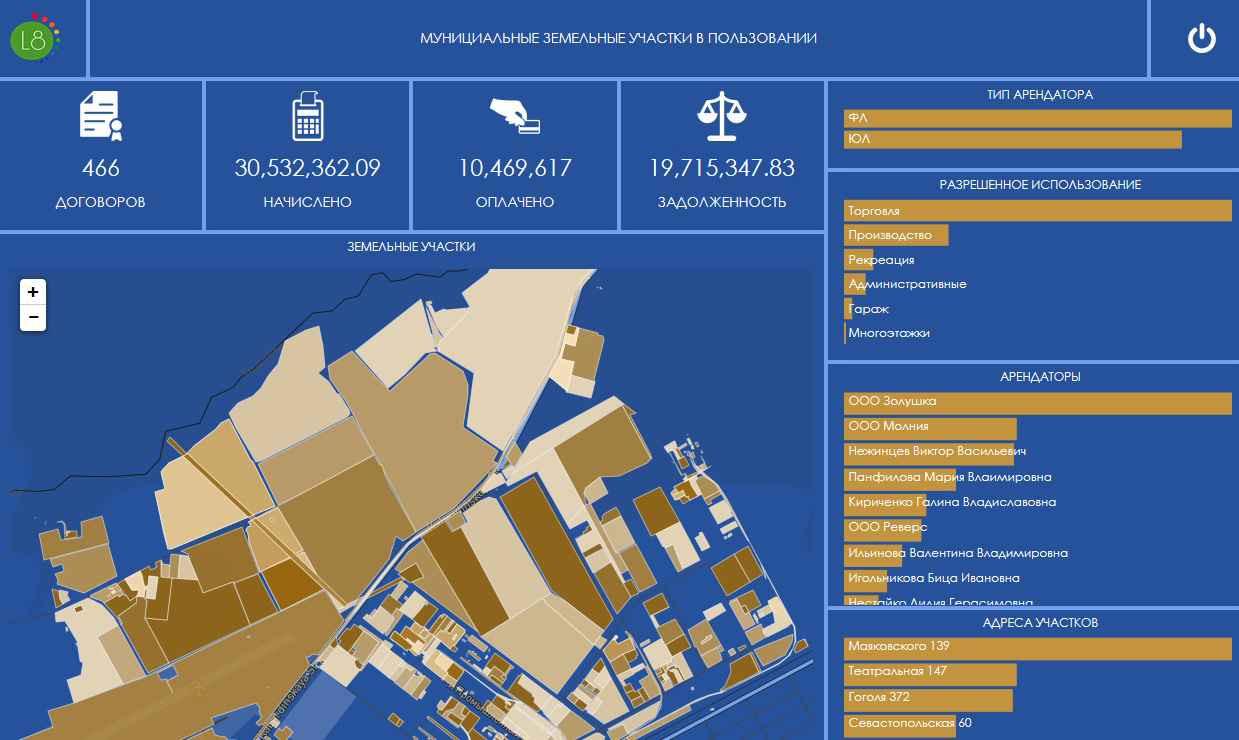 L8
МУНИЦИАЛЬНЫЕ ЗЕМЕЛЬНЫЕ УЧАСТКИ В ПОЛЬЗОВАНИИ
466
ДОГОВОРОВ
30,532,362.09
НАЧИСЛЕНО
10,469,617
ОПЛАЧЕНО
19,715,347.83
ЗАДОЛЖЕННОСТЬ
ТИП АРЕНДАТОРА
ФЛ
ЮЛ
РАЗРЕШЕННОЕ ИСПОЛЬЗОВАНИЕ
Торговля
Производство
Рекреация
Административные
Гараж
Многоэтажки
ЗЕМЕЛЬНЫЕ УЧАСТКИ
+
−
АРЕНДАТОРЫ
ООО Золушка
ООО Молния
Нежинцев Виктор Васильевич
Панфилова Мария Влаимировна
Кириченко Галина Владиславовна
ООО Реверс
Ильинова Валентина Владимировна
Игольникова Бица Ивановна
Нестайко Лилия Герасимовна
АДРЕСА УЧАСТКОВ
Маяковского 139
Театральная 147
Гоголя 372
Севастопольская 60